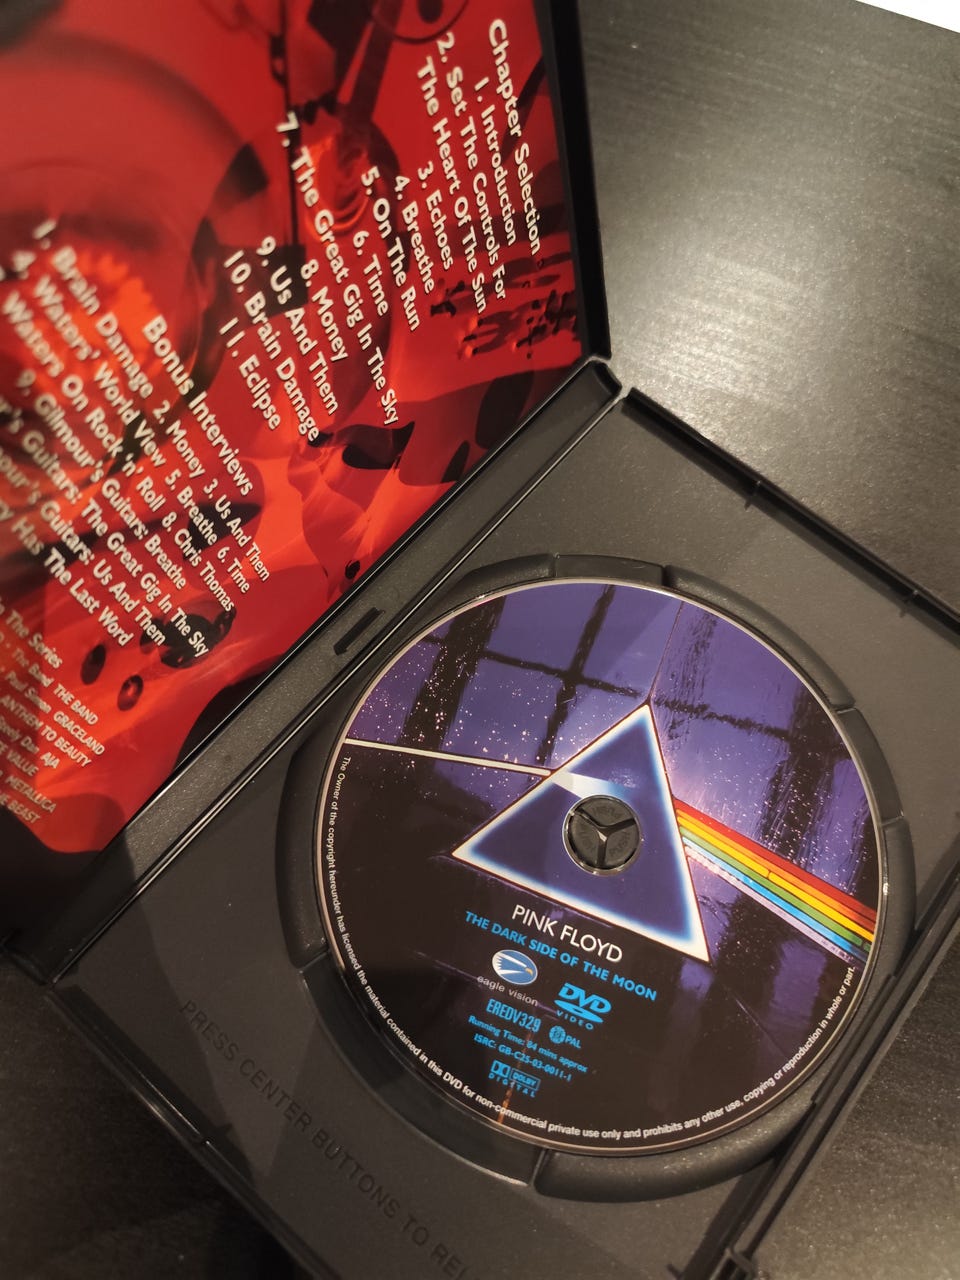 Chapter Selection
1. Introduction
2. Set The Controls For
The Heart Of The Sun
3. Echoes
4. Breathe
5. On The Run
6. Time
7. The Great Gig In The Sky
8. Money
9. Us And Them
10. Brain Damage
11. Eclipse
Bonus Interviews
1. Brain Damage 2. Money 3. Us And Them
4. Waters' World View 5. Breathe 6. Time
Waters On Rock 'n' Roll 8. Chris Thomas
9. Gilmour's Guitars: Breathe
Guitars: The Great Gig In The Sky
Guitars: Us And Them
Has The Last Word
The Series
The Band THE BAND
Paul Simon GRACELAND
ANTHEM TO BEAUTY
Steely Dan AJA
VALUE
METALLICA
BEAST
PINK FLOYD
THE DARK SIDE OF THE MOON
eagle vision
DVD
VIDEO
EREDV329
PAL
Running Time: 84 mins approx
ISRC: GB-C25-03-0011-1
DOLBY
DIGITAL
The Owner of the copyright hereunder has licensed the material contained in this DVD for non-commercial private use only and prohibits any other use, copying or reproduction in whole or part.
PRESS CENTER BUTTONS TO